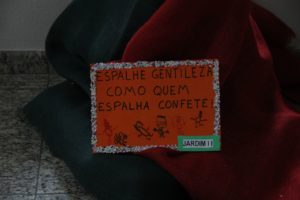 ESPALHE GENTILEZA
COMO QUEM
ESPALHA CONFETE!
JARDIM II